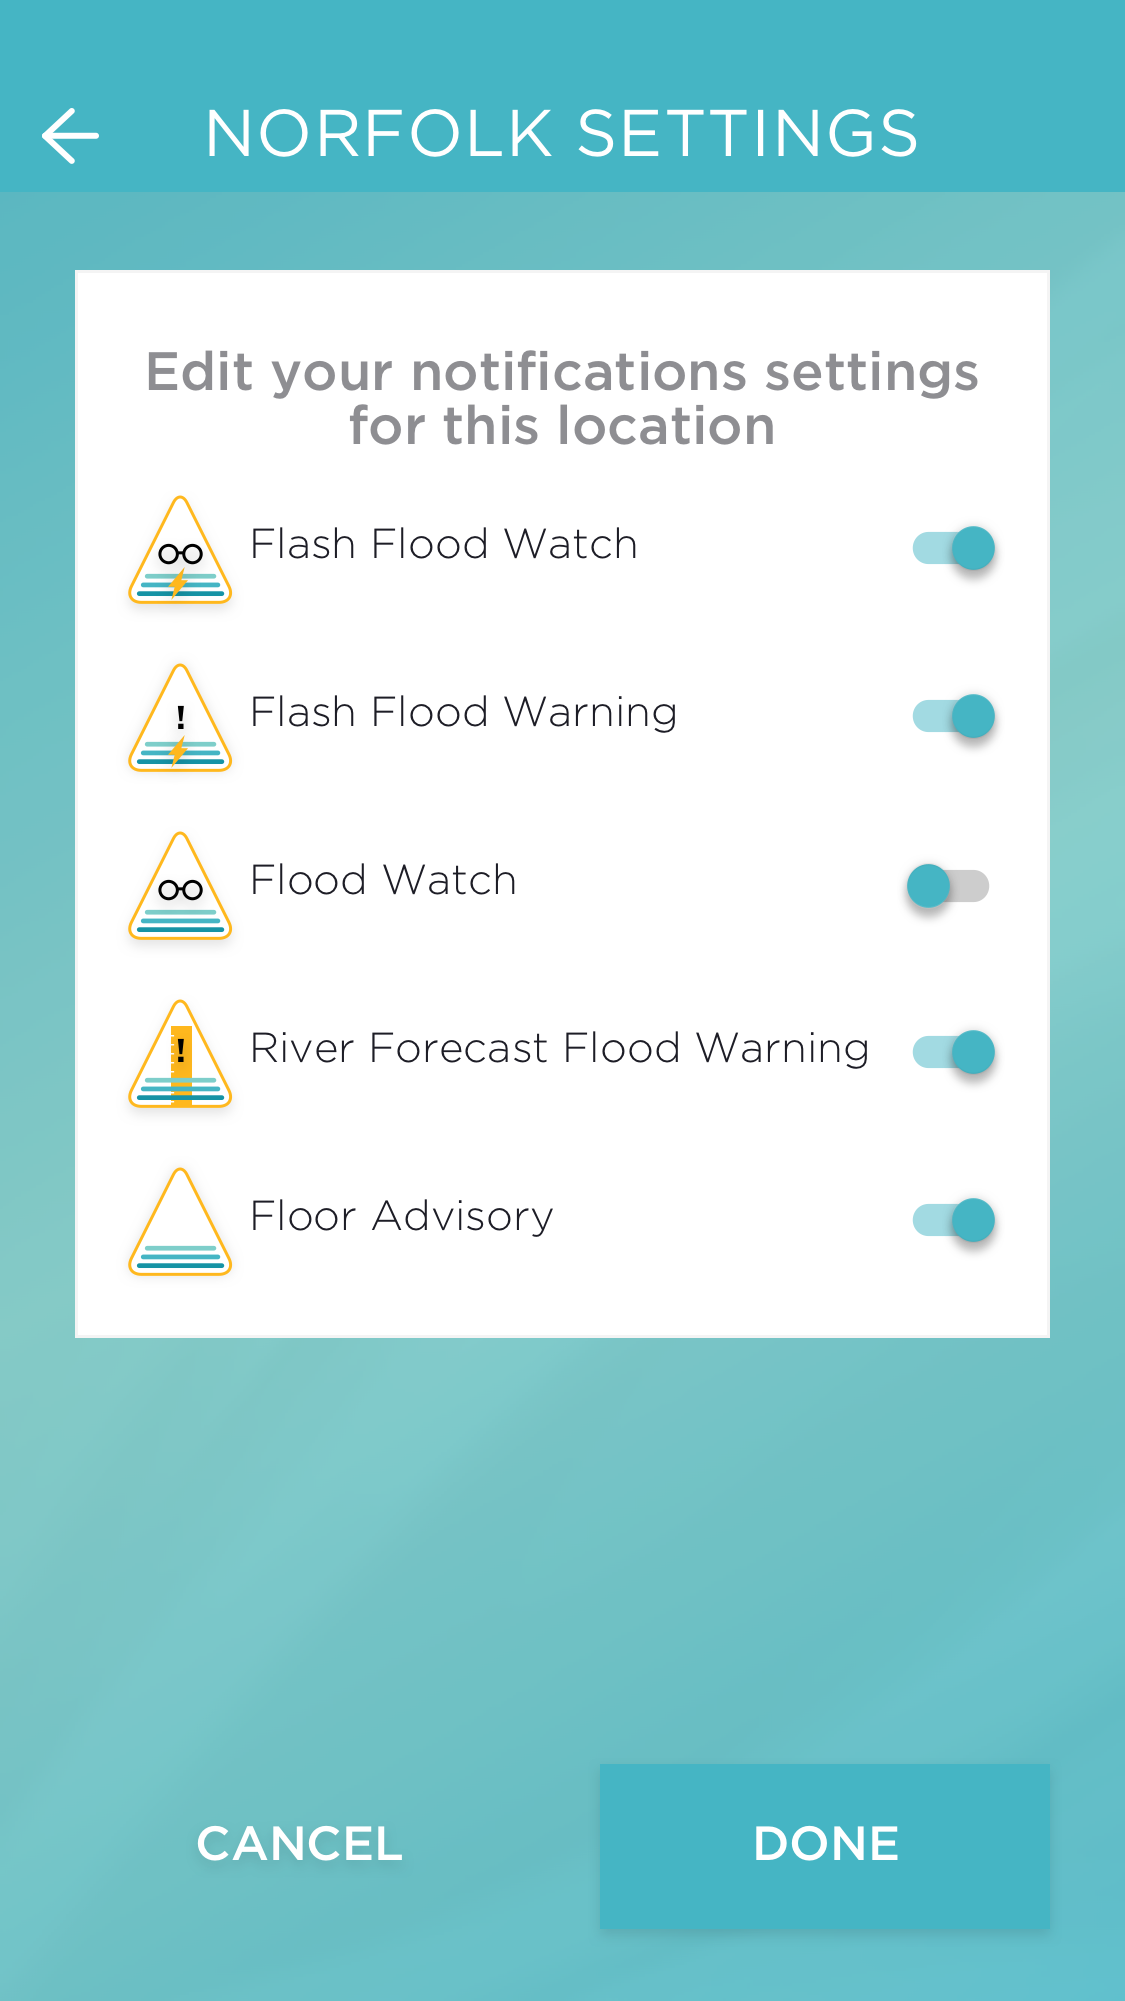 NORFOLK SETTINGS
Edit your notifications settings
for this location
Flash Flood Watch
! Flash Flood Warning
Flood Watch
! River Forecast Flood Warning
Floor Advisory
CANCEL DONE